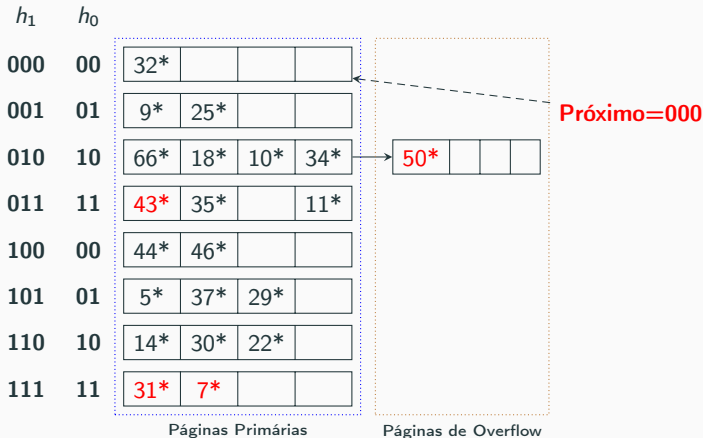 h₁ h₀
000 00 32*
001 01 9* 25*
Próximo=000
010 10 66* 18* 10* 34* 50*
011 11 43* 35* 11*
100 00 44* 46*
101 01 5* 37* 29*
110 10 14* 30* 22*
111 11 31* 7*
Páginas Primárias Páginas de Overflow